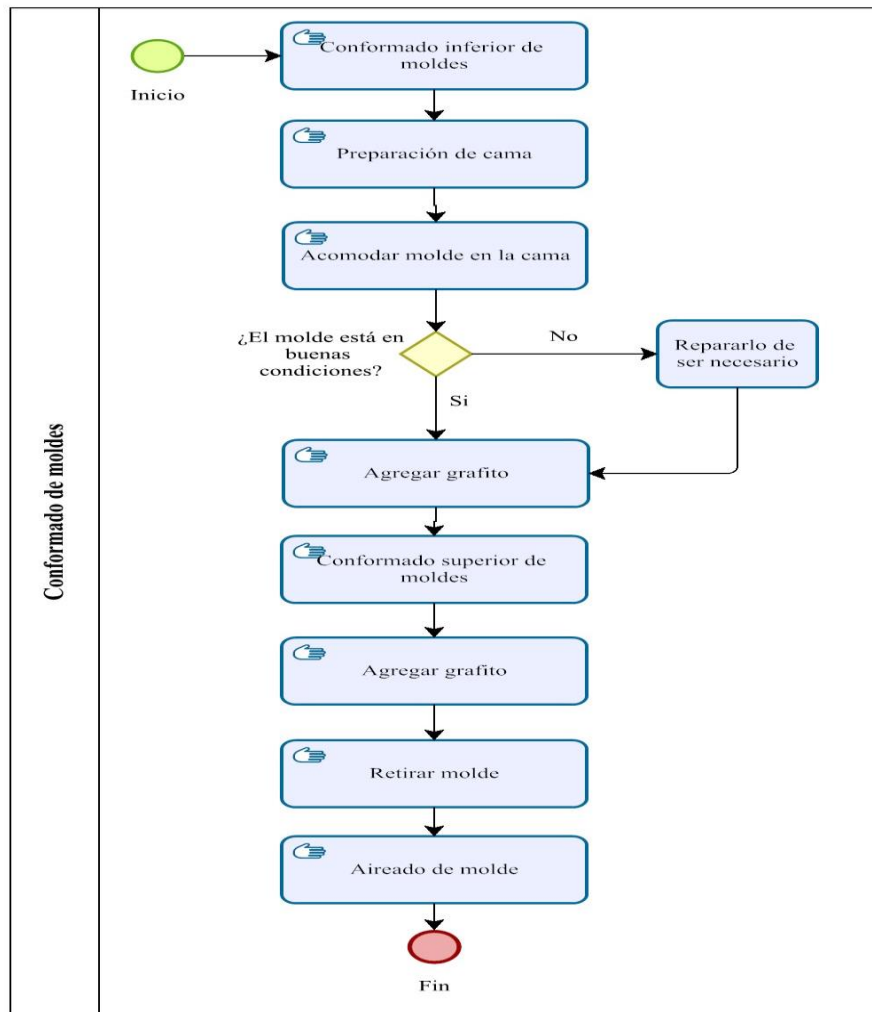 Conformado de moldes
Inicio
Conformado inferior de
moldes
Preparación de cama
Acomodar molde en la cama
¿El molde está en
buenas
condiciones?
No
Repararlo de
ser necesario
Si
Agregar grafito
Conformado superior de
moldes
Agregar grafito
Retirar molde
Aireado de molde
Fin